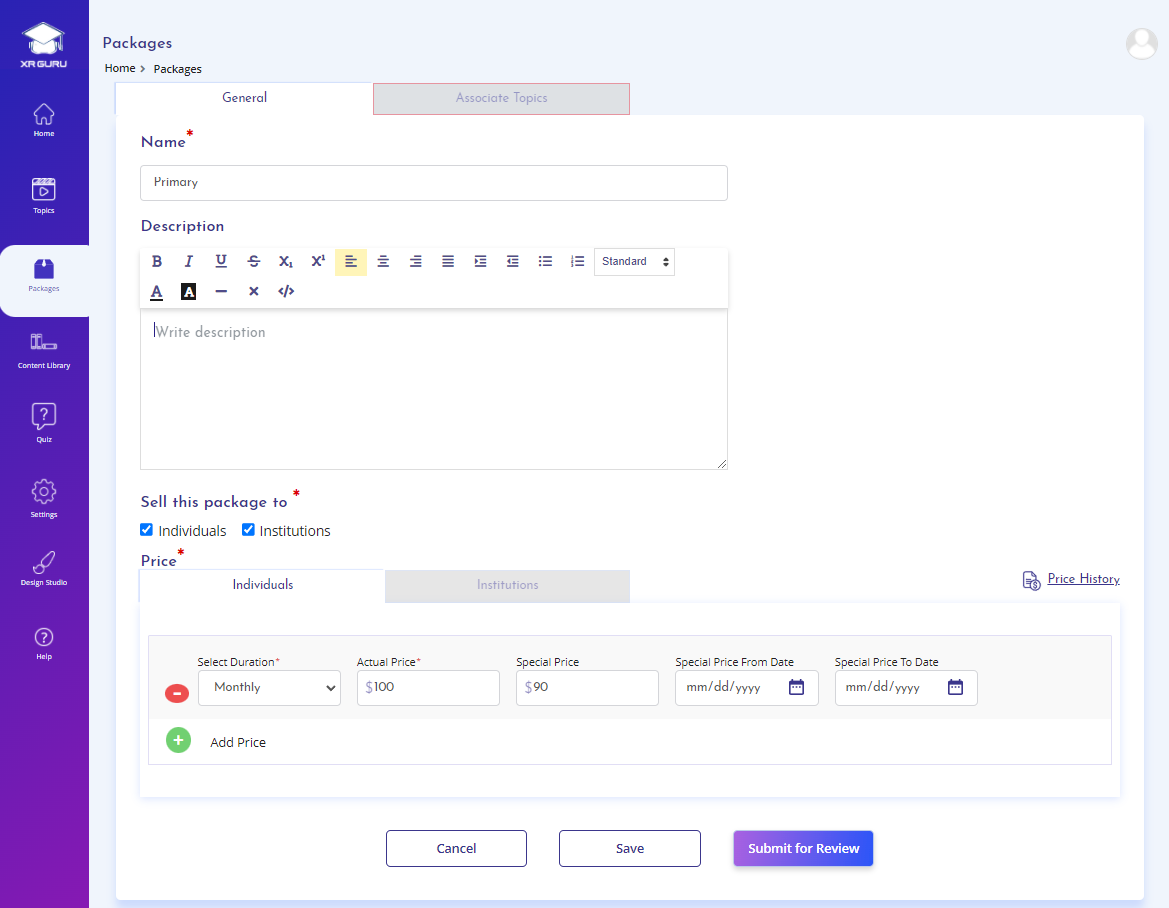 XR GURU
Home
Topics
Packages
Content Library
Quiz
Settings
Design Studio
Help
Packages
Home > Packages
General Associate Topics
Name*
Primary
Description
B I U S X₁ X¹ Standard
A A </>
Write description
Sell this package to *
Individuals Institutions
Price*
Individuals Institutions Price History
Select Duration* Actual Price* Special Price Special Price From Date Special Price To Date
Monthly $100 $90 mm/dd/yyyy mm/dd/yyyy
Add Price
Cancel Save Submit for Review